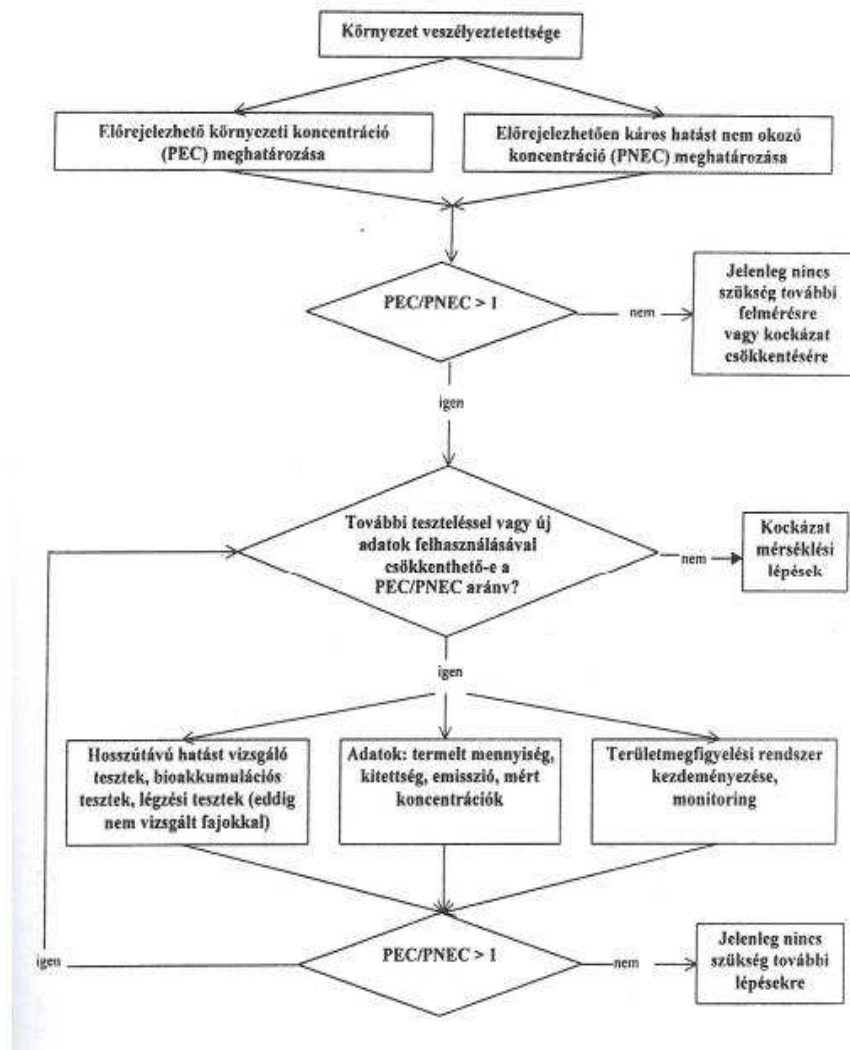 Környezet veszélyeztetettsége
Előrejelezhető környezeti koncentráció
(PEC) meghatározása
Előrejelezhetően káros hatást nem okozó
koncentráció (PNEC) meghatározása
PEC/PNEC > 1
nem
Jelenleg nincs
szükség további
felmérésre
vagy kockázat
csökkentésére
igen
További teszteléssel vagy új
adatok felhasználásával
csökkenthető-e a
PEC/PNEC arány?
nem
Kockázat
mérséklési
lépések
igen
Hosszútávú hatást vizsgáló
tesztek, bioakkumulációs
tesztek, légzési tesztek (eddig
nem vizsgált fajokkal)
Adatok: termelt mennyiség,
kitettség, emisszió, mért
koncentrációk
Területmegfigyelési rendszer
kezdeményezése,
monitoring
igen
PEC/PNEC > 1
nem
Jelenleg nincs
szükség további
lépésekre